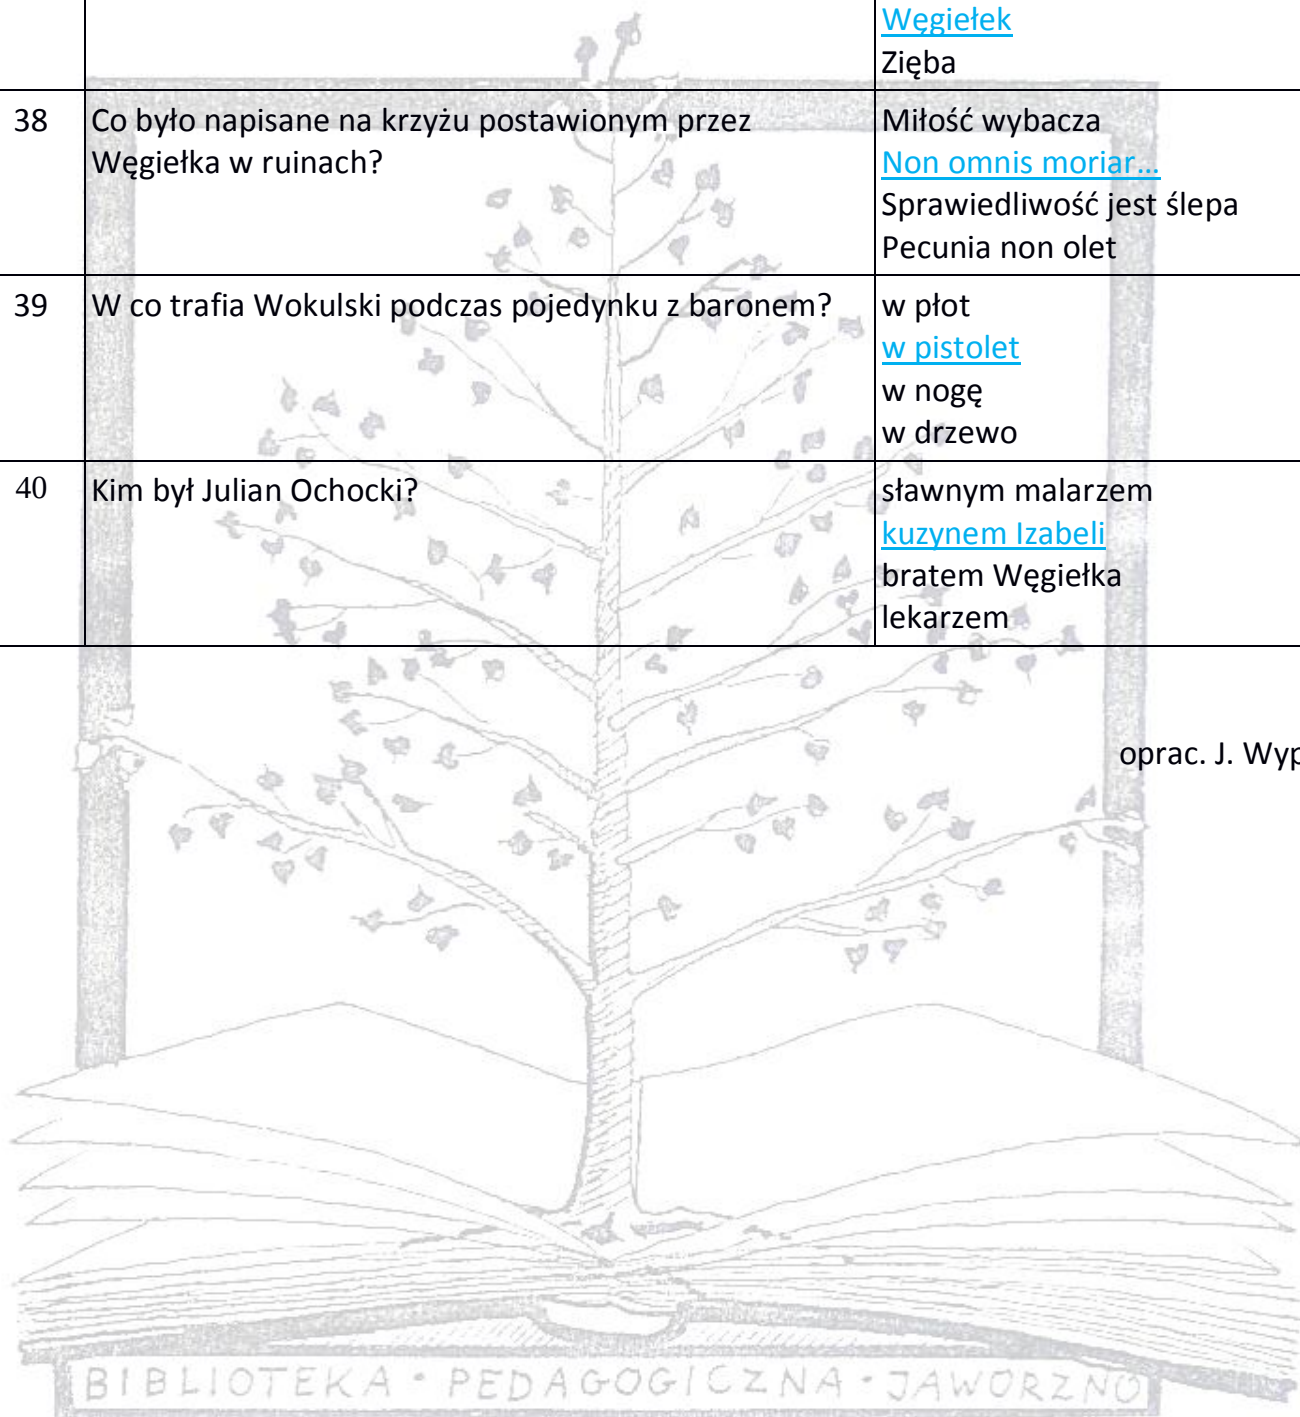 Węgiełek
Zięba
38 Co było napisane na krzyżu postawionym przez Węgiełka w ruinach?
Miłość wybacza
Non omnis moriar…
Sprawiedliwość jest ślepa
Pecunia non olet
39 W co trafia Wokulski podczas pojedynku z baronem?
w płot
w pistolet
w nogę
w drzewo
40 Kim był Julian Ochocki?
sławnym malarzem
kuzynem Izabeli
bratem Węgiełka
lekarzem
oprac. J. Wyp
BIBLIOTEKA • PEDAGOGICZNA • JAWORZNO